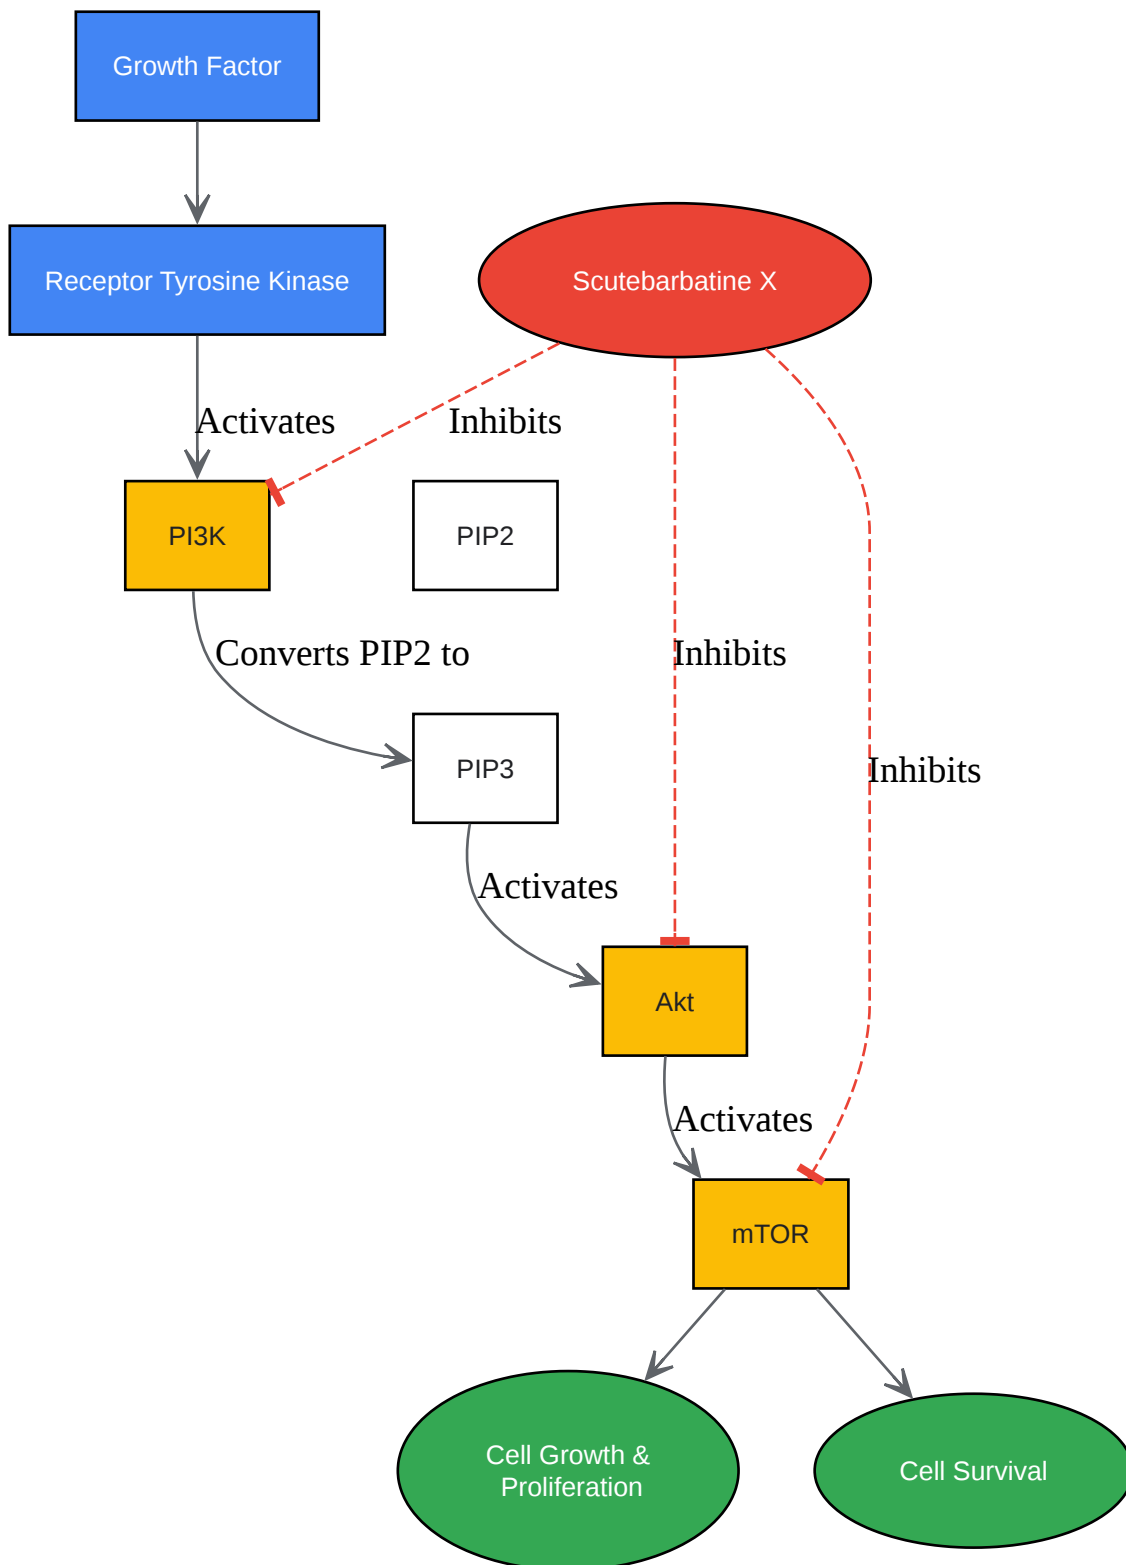 Growth Factor
Receptor Tyrosine Kinase
Scutebarbatine X
Activates
Inhibits
PI3K
PIP2
Converts PIP2 to
Inhibits
PIP3
Inhibits
Activates
Akt
Activates
mTOR
Cell Growth &
Proliferation
Cell Survival